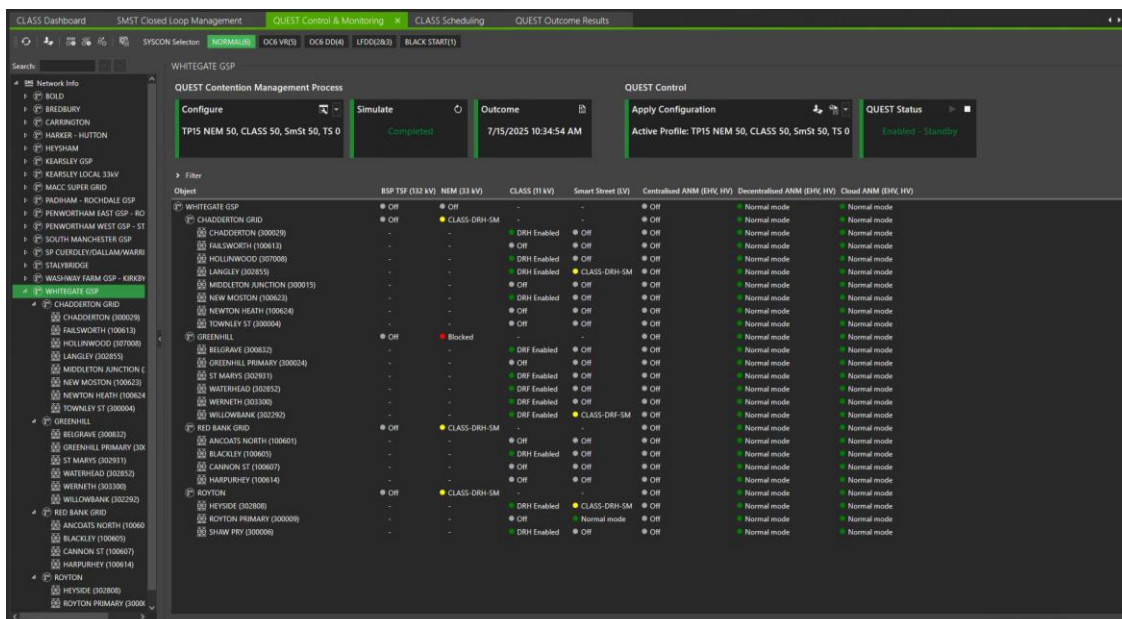 CLASS Dashboard SMST Closed Loop Management QUEST Control & Monitoring × CLASS Scheduling QUEST Outcome Results
SYSCON Selector: NORMAL(6) OC6 VR(5) OC6 DD(4) LFDD(2&3) BLACK START(1)
Search:
Network Info
BOLD
BREDBURY
CARRINGTON
HARKER - HUTTON
HEYSHAM
KEARSLEY GSP
KEARSLEY LOCAL 33kV
MACC SUPER GRID
PADIHAM - ROCHDALE GSP
PENWORTHAM EAST GSP - RO
PENWORTHAM WEST GSP - ST
SOUTH MANCHESTER GSP
SP CUERDLEY/DALLAM/WARRI
STALYBRIDGE
WASHWAY FARM GSP - KIRKBY
WHITEGATE GSP
CHADDERTON GRID
CHADDERTON (300029)
FAILSWORTH (100613)
HOLLINWOOD (307008)
LANGLEY (302855)
MIDDLETON JUNCTION (
NEW MOSTON (100623)
NEWTON HEATH (100624
TOWNLEY ST (300004)
GREENHILL
BELGRAVE (300832)
GREENHILL PRIMARY (300
ST MARYS (302931)
WATERHEAD (302852)
WERNETH (303300)
WILLOWBANK (302292)
RED BANK GRID
ANCOATS NORTH (10060
BLACKLEY (100605)
CANNON ST (100607)
HARPURHEY (100614)
ROYTON
HEYSIDE (302808)
ROYTON PRIMARY (30000
WHITEGATE GSP
QUEST Contention Management Process
Configure
TP15 NEM 50, CLASS 50, SmSt 50, TS 0
Simulate
Completed
Outcome
7/15/2025 10:34:54 AM
QUEST Control
Apply Configuration
Active Profile: TP15 NEM 50, CLASS 50, SmSt 50, TS 0
QUEST Status
Enabled - Standby
Filter
Object BSP TSF (132 kV) NEM (33 kV) CLASS (11 kV) Smart Street (LV) Centralised ANM (EHV, HV) Decentralised ANM (EHV, HV) Cloud ANM (EHV, HV)
WHITEGATE GSP Off Off - - Off Normal mode Normal mode
CHADDERTON GRID Off CLASS-DRH-SM - - Off Normal mode Normal mode
CHADDERTON (300029) - - DRH Enabled Off Off Normal mode Normal mode
FAILSWORTH (100613) - - Off Off Off Normal mode Normal mode
HOLLINWOOD (307008) - - DRH Enabled Off Off Normal mode Normal mode
LANGLEY (302855) - - DRH Enabled CLASS-DRH-SM Off Normal mode Normal mode
MIDDLETON JUNCTION (300015) - - Off Off Off Normal mode Normal mode
NEW MOSTON (100623) - - DRH Enabled Off Off Normal mode Normal mode
NEWTON HEATH (100624) - - Off Off Off Normal mode Normal mode
TOWNLEY ST (300004) - - Off Off Off Normal mode Normal mode
GREENHILL Off Blocked - - Off Normal mode Normal mode
BELGRAVE (300832) - - DRF Enabled Off Off Normal mode Normal mode
GREENHILL PRIMARY (300024) - - Off Off Off Normal mode Normal mode
ST MARYS (302931) - - DRF Enabled Off Off Normal mode Normal mode
WATERHEAD (302852) - - DRF Enabled Off Off Normal mode Normal mode
WERNETH (303300) - - DRF Enabled Off Off Normal mode Normal mode
WILLOWBANK (302292) - - DRF Enabled CLASS-DRF-SM Off Normal mode Normal mode
RED BANK GRID Off CLASS-DRH-SM - - Off Normal mode Normal mode
ANCOATS NORTH (100601) - - Off Off Off Normal mode Normal mode
BLACKLEY (100605) - - DRH Enabled Off Off Normal mode Normal mode
CANNON ST (100607) - - Off Off Off Normal mode Normal mode
HARPURHEY (100614) - - Off Off Off Normal mode Normal mode
ROYTON Off CLASS-DRH-SM - - Off Normal mode Normal mode
HEYSIDE (302808) - - DRH Enabled CLASS-DRH-SM Off Normal mode Normal mode
ROYTON PRIMARY (300009) - - Off Normal mode Off Normal mode Normal mode
SHAW PRY (300006) - - DRH Enabled Off Off Normal mode Normal mode